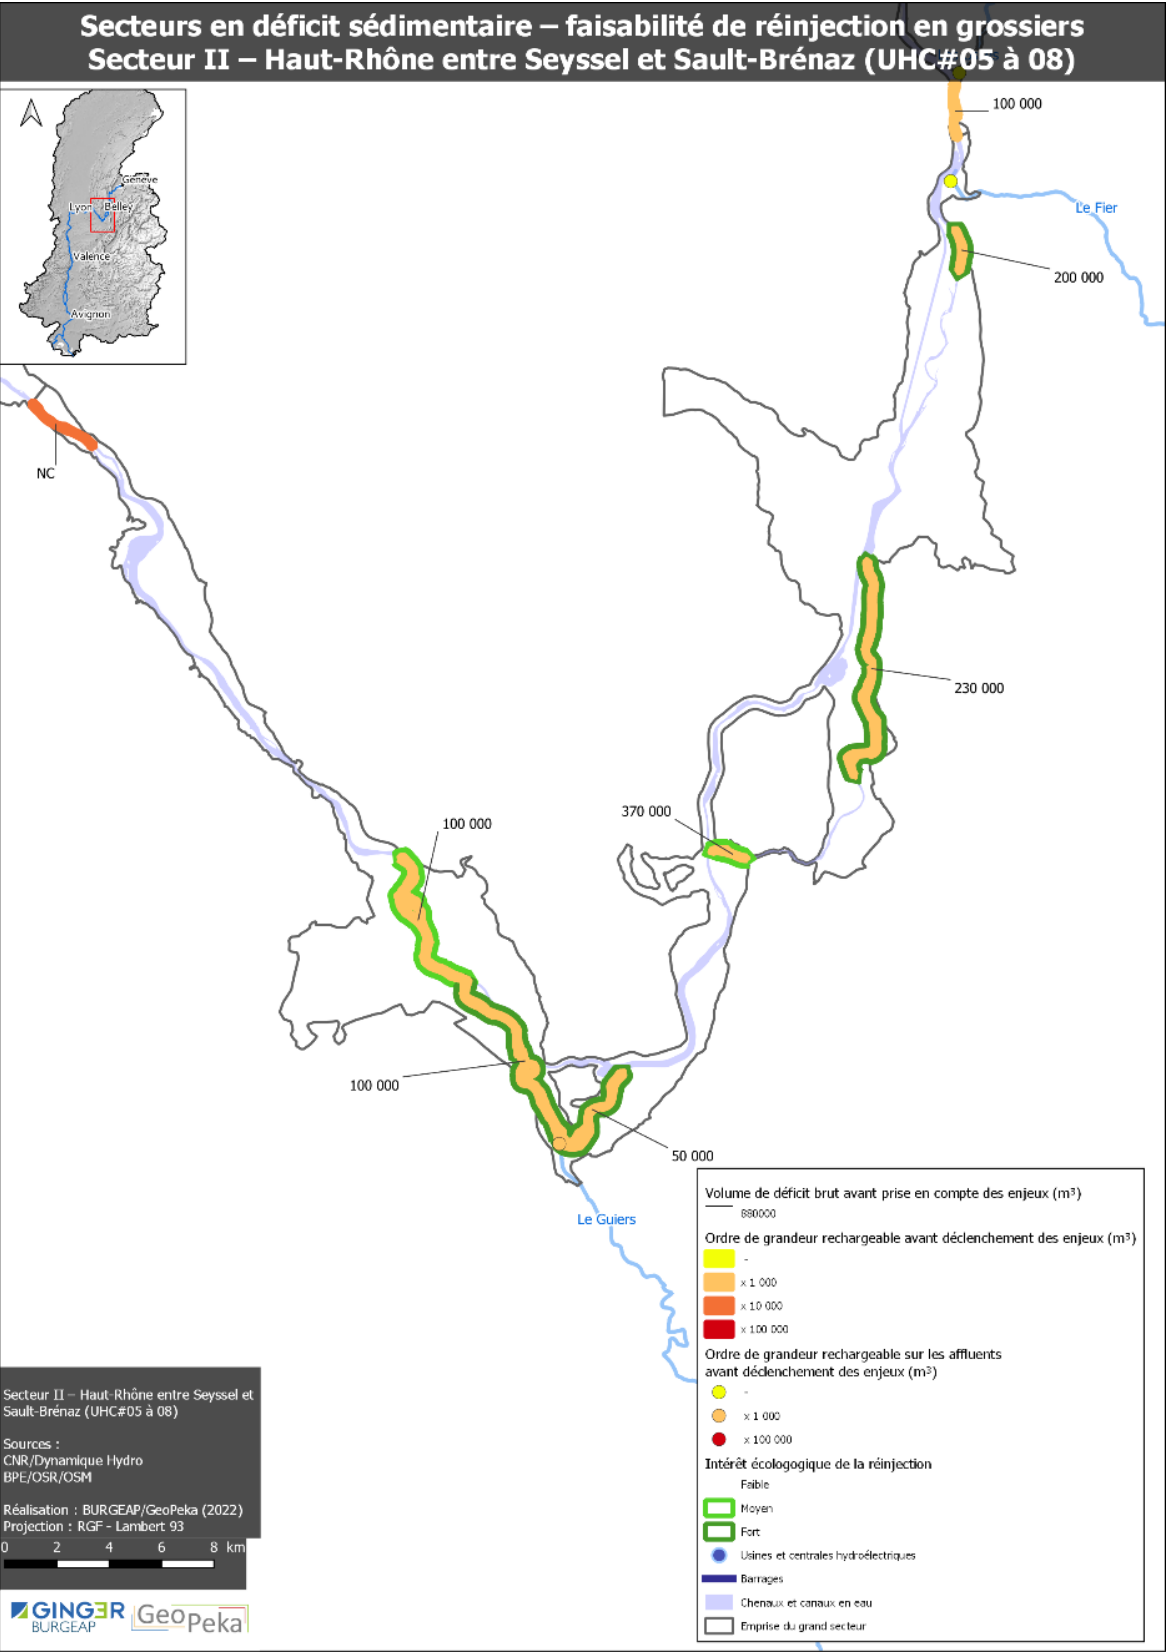 Secteurs en déficit sédimentaire – faisabilité de réinjection en grossiers
Secteur II – Haut-Rhône entre Seyssel et Sault-Brénaz (UHC#05 à 08)
100 000
Genève
Lyon
Belley
Valence
Avignon
Le Fier
200 000
NC
230 000
370 000
100 000
100 000
50 000
Le Guiers
Volume de déficit brut avant prise en compte des enjeux (m³)
880000
Ordre de grandeur rechargeable avant déclenchement des enjeux (m³)
-
x 1 000
x 10 000
x 100 000
Ordre de grandeur rechargeable sur les affluents
avant déclenchement des enjeux (m³)
-
x 1 000
x 100 000
Intérêt écologogique de la réinjection
Faible
Moyen
Fort
Usines et centrales hydroélectriques
Barrages
Chenaux et canaux en eau
Emprise du grand secteur
Secteur II – Haut-Rhône entre Seyssel et
Sault-Brénaz (UHC#05 à 08)
Sources :
CNR/Dynamique Hydro
BPE/OSR/OSM
Réalisation : BURGEAP/GeoPeka (2022)
Projection : RGF - Lambert 93
0 2 4 6 8 km
GINGER
BURGEAP
GeoPeka